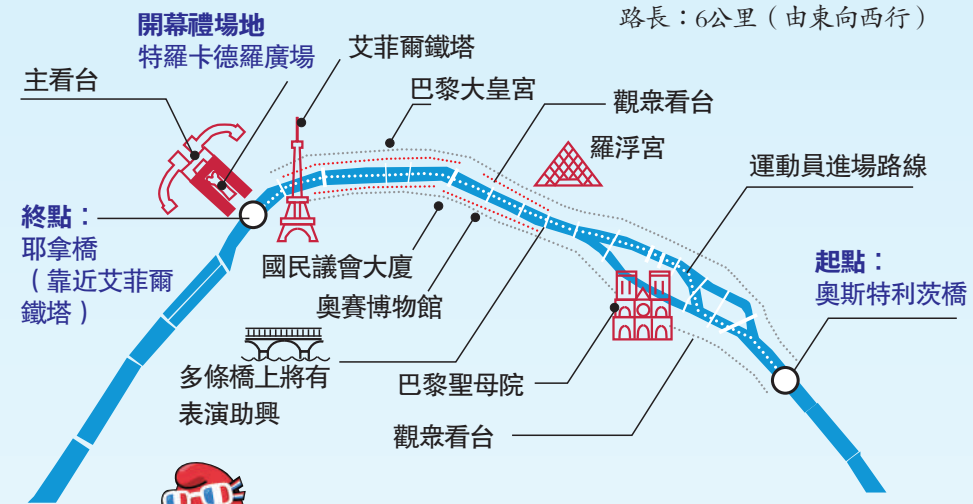 路長：6公里（由東向西行）
開幕禮場地
特羅卡德羅廣場
艾菲爾鐵塔
主看台
巴黎大皇宮
觀衆看台
羅浮宮
運動員進場路線
終點：
耶拿橋
（靠近艾菲爾
鐵塔）
國民議會大廈
奧賽博物館
起點：
奧斯特利茨橋
多條橋上將有
表演助興
巴黎聖母院
觀衆看台